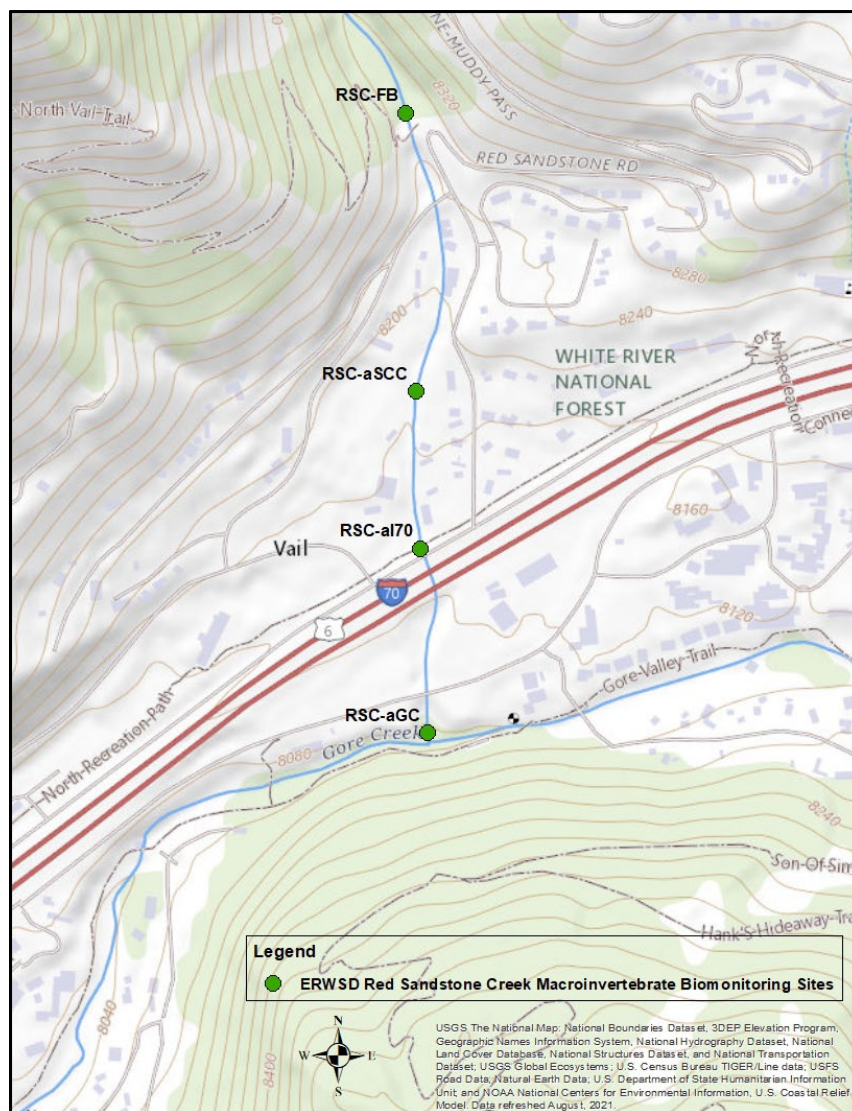 NE-MUDDY-PASS
RSC-FB
8320
North Vail-Trail
RED SANDSTONE RD
8280
8200
8240
WHITE RIVER
NATIONAL
FOREST
North-Recreation
RSC-aSCC
Conne
8160
RSC-aI70
Vail
70
6
8120
Gore-Valley-Trail
RSC-aGC
Gore Creek
8080
North-Recreation-Path
8240
Son-Of-Sim
Hank'S-Hideaway-Tra
Legend
ERWSD Red Sandstone Creek Macroinvertebrate Biomonitoring Sites
8040
8400
N
W
E
S
USGS The National Map: National Boundaries Dataset, 3DEP Elevation Program,
Geographic Names Information System, National Hydrography Dataset, National
Land Cover Database, National Structures Dataset, and National Transportation
Dataset; USGS Global Ecosystems; U.S. Census Bureau TIGER/Line data; USFS
Road Data; Natural Earth Data; U.S. Department of State Humanitarian Information
Unit; and NOAA National Centers for Environmental Information, U.S. Coastal Relief
Model. Data refreshed August, 2021.